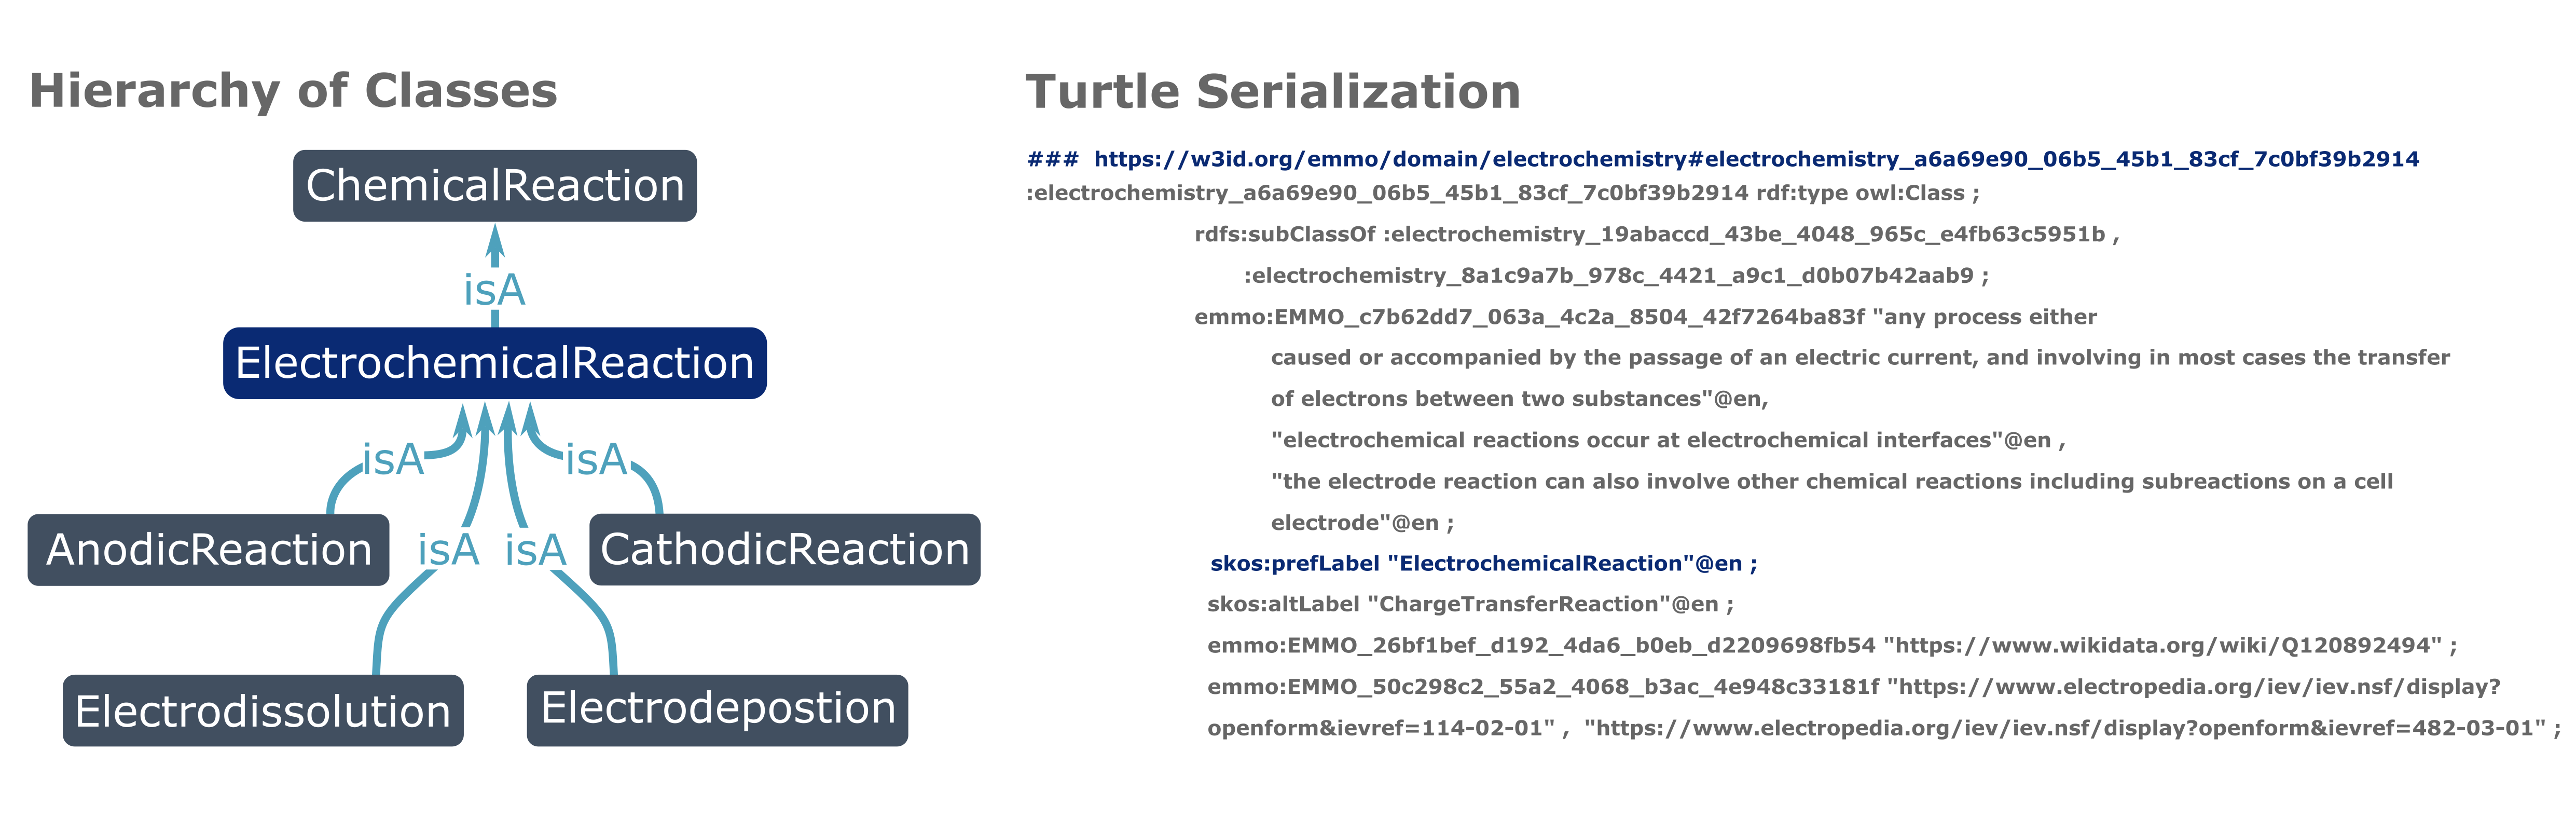 Hierarchy of Classes
ChemicalReaction
isA
ElectrochemicalReaction
isA
isA
AnodicReaction
isA
isA
CathodicReaction
Electrodissolution
Electrodepostion
Turtle Serialization
### https://w3id.org/emmo/domain/electrochemistry#electrochemistry_a6a69e90_06b5_45b1_83cf_7c0bf39b2914
:electrochemistry_a6a69e90_06b5_45b1_83cf_7c0bf39b2914 rdf:type owl:Class ;
rdfs:subClassOf :electrochemistry_19abaccd_43be_4048_965c_e4fb63c5951b ,
:electrochemistry_8a1c9a7b_978c_4421_a9c1_d0b07b42aab9 ;
emmo:EMMO_c7b62dd7_063a_4c2a_8504_42f7264ba83f "any process either
caused or accompanied by the passage of an electric current, and involving in most cases the transfer
of electrons between two substances"@en,
"electrochemical reactions occur at electrochemical interfaces"@en ,
"the electrode reaction can also involve other chemical reactions including subreactions on a cell
electrode"@en ;
skos:prefLabel "ElectrochemicalReaction"@en ;
skos:altLabel "ChargeTransferReaction"@en ;
emmo:EMMO_26bf1bef_d192_4da6_b0eb_d2209698fb54 "https://www.wikidata.org/wiki/Q120892494" ;
emmo:EMMO_50c298c2_55a2_4068_b3ac_4e948c33181f "https://www.electropedia.org/iev/iev.nsf/display?
openform&ievref=114-02-01" , "https://www.electropedia.org/iev/iev.nsf/display?openform&ievref=482-03-01" ;